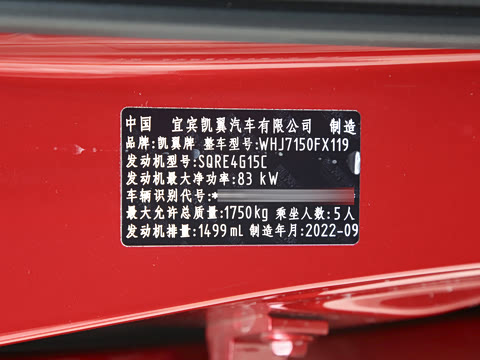 中国 宜宾凯翼汽车有限公司 制造
品牌:凯翼牌 整车型号:WHJ7150FX119
发动机型号:SQRE4G15C
发动机最大净功率:83 kW
车辆识别代号:*
最大允许总质量:1750kg 乘坐人数:5人
发动机排量:1499mL 制造年月:2022-09